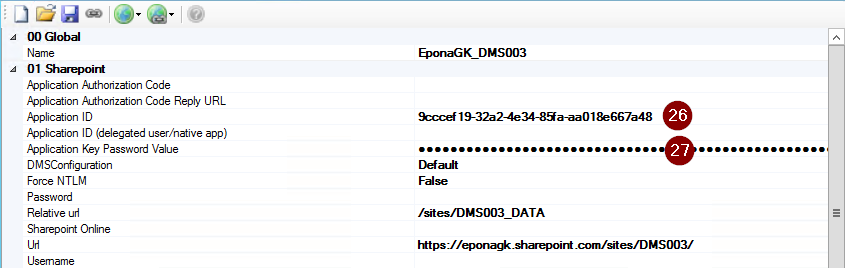 00 Global
Name EponaGK_DMS003
01 Sharepoint
Application Authorization Code
Application Authorization Code Reply URL
Application ID 9cccef19-32a2-4e34-85fa-aa018e667a48 26
Application ID (delegated user/native app)
Application Key Password Value ●●●●●●●●●●●●●●●●●●●●●●●●●●●●●●●●●●●●●●●●●●●● 27
DMSConfiguration Default
Force NTLM False
Password
Relative url /sites/DMS003_DATA
Sharepoint Online
Url https://eponagk.sharepoint.com/sites/DMS003/
Username